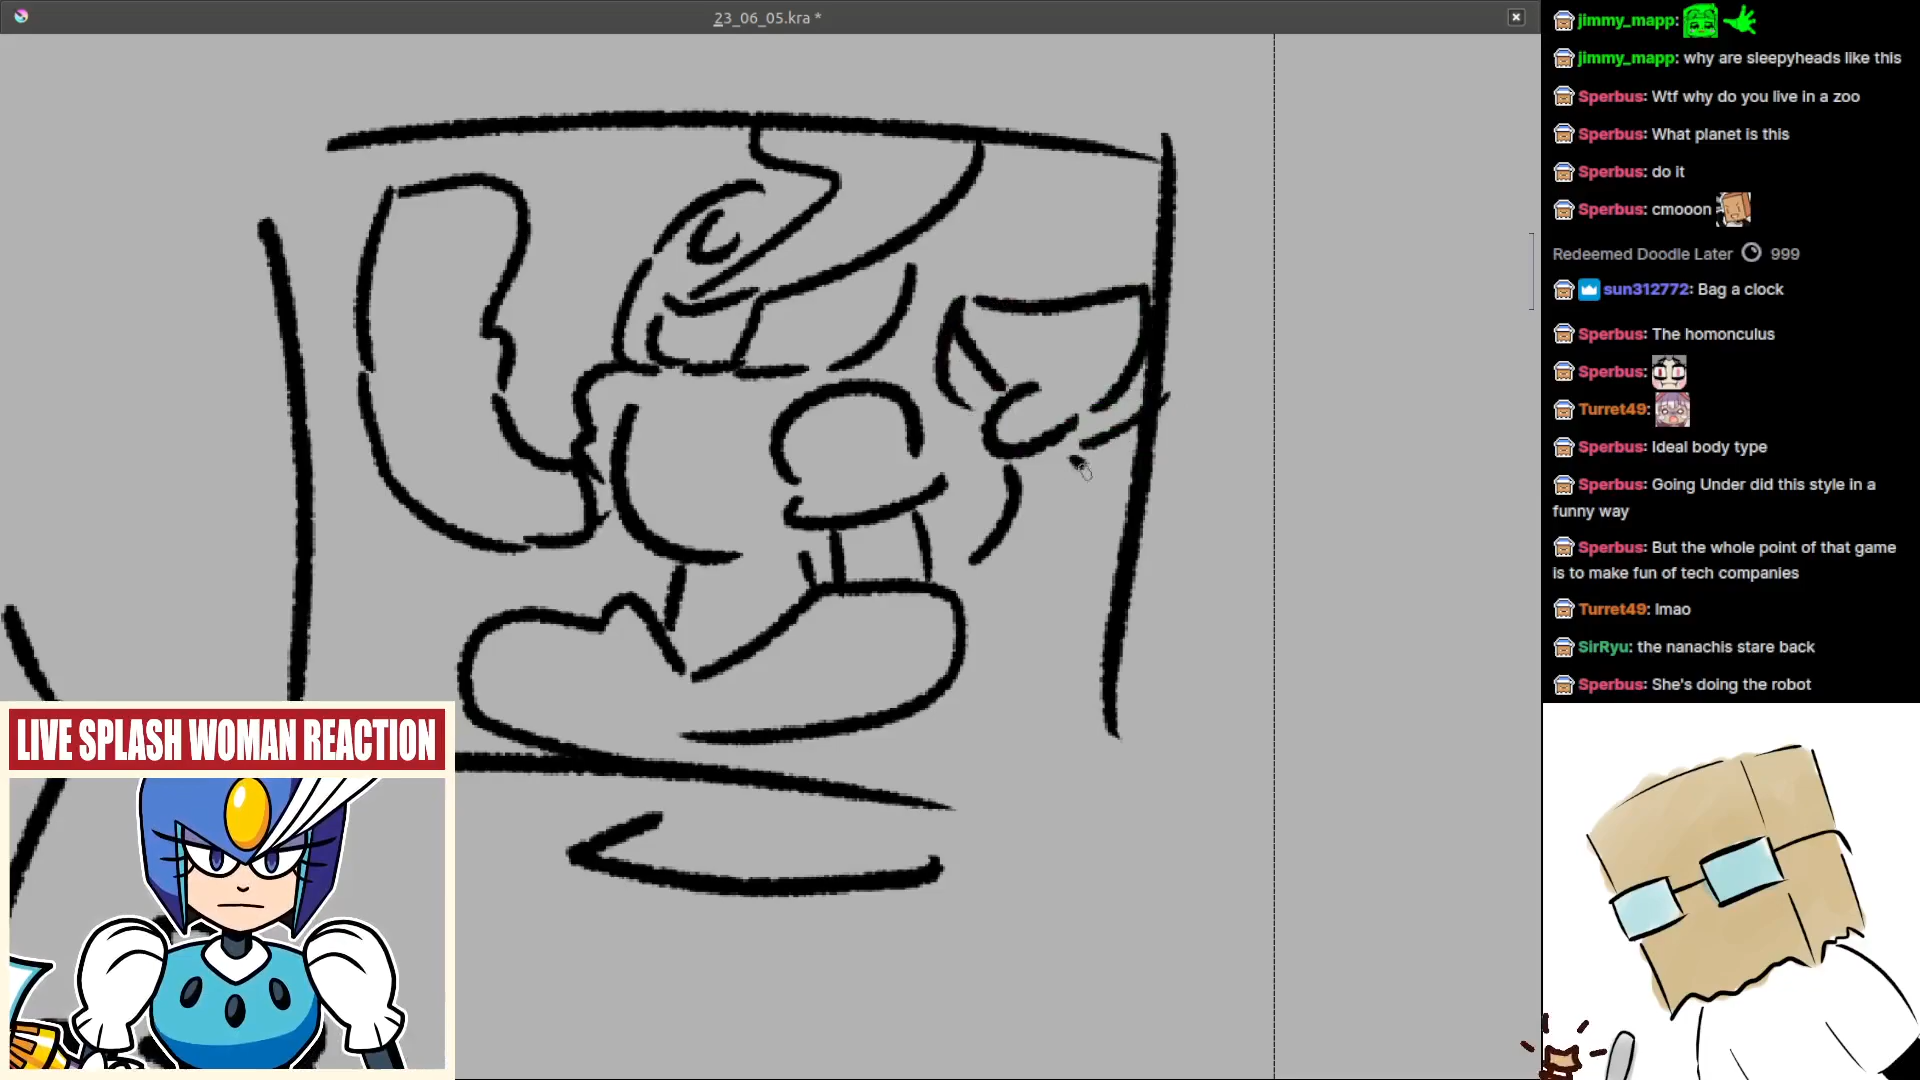 23_06_05.kra *
jimmy_mapp:
jimmy_mapp: why are sleepyheads like this
Sperbus: Wtf why do you live in a zoo
Sperbus: What planet is this
Sperbus: do it
Sperbus: cmooon
Redeemed Doodle Later 999
sun312772: Bag a clock
Sperbus: The homonculus
Sperbus:
Turret49:
Sperbus: Ideal body type
Sperbus: Going Under did this style in a
funny way
Sperbus: But the whole point of that game
is to make fun of tech companies
Turret49: lmao
SirRyu: the nanachis stare back
Sperbus: She's doing the robot
LIVE SPLASH WOMAN REACTION